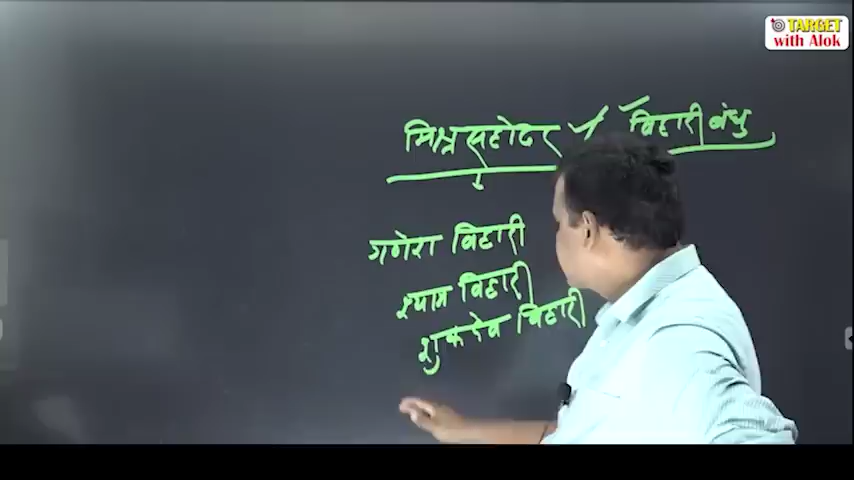 TARGET
with Alok
मिश्र सहोदर / बिहारी बंधु
गणेश बिहारी
श्याम बिहारी
शुकदेव बिहारी